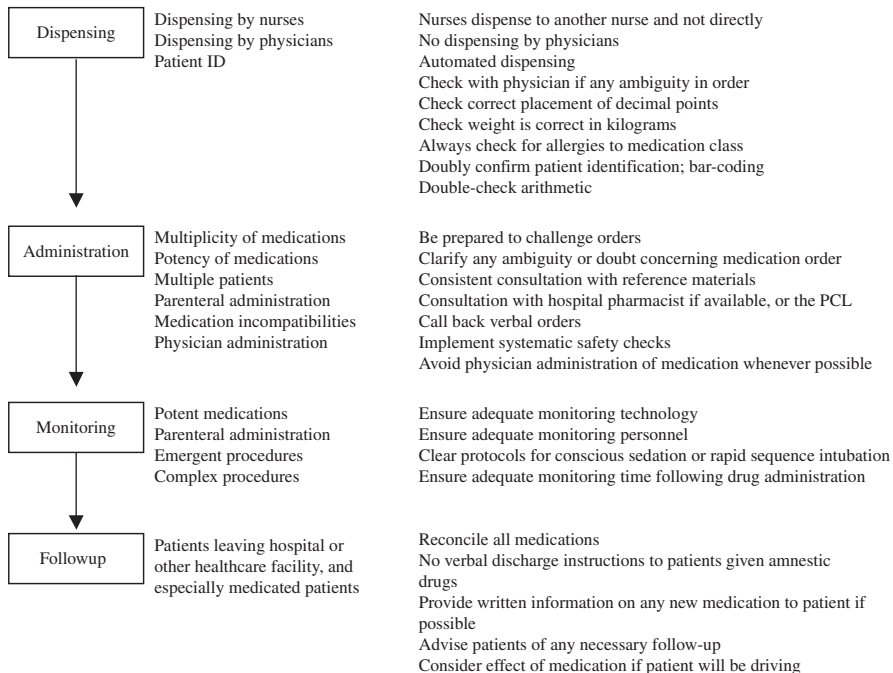 Dispensing
Dispensing by nurses
Dispensing by physicians
Patient ID
Nurses dispense to another nurse and not directly
No dispensing by physicians
Automated dispensing
Check with physician if any ambiguity in order
Check correct placement of decimal points
Check weight is correct in kilograms
Always check for allergies to medication class
Doubly confirm patient identification; bar-coding
Double-check arithmetic
Administration
Multiplicity of medications
Potency of medications
Multiple patients
Parenteral administration
Medication incompatibilities
Physician administration
Be prepared to challenge orders
Clarify any ambiguity or doubt concerning medication order
Consistent consultation with reference materials
Consultation with hospital pharmacist if available, or the PCL
Call back verbal orders
Implement systematic safety checks
Avoid physician administration of medication whenever possible
Monitoring
Potent medications
Parenteral administration
Emergent procedures
Complex procedures
Ensure adequate monitoring technology
Ensure adequate monitoring personnel
Clear protocols for conscious sedation or rapid sequence intubation
Ensure adequate monitoring time following drug administration
Followup
Patients leaving hospital or
other healthcare facility, and
especially medicated patients
Reconcile all medications
No verbal discharge instructions to patients given amnestic
drugs
Provide written information on any new medication to patient if
possible
Advise patients of any necessary follow-up
Consider effect of medication if patient will be driving